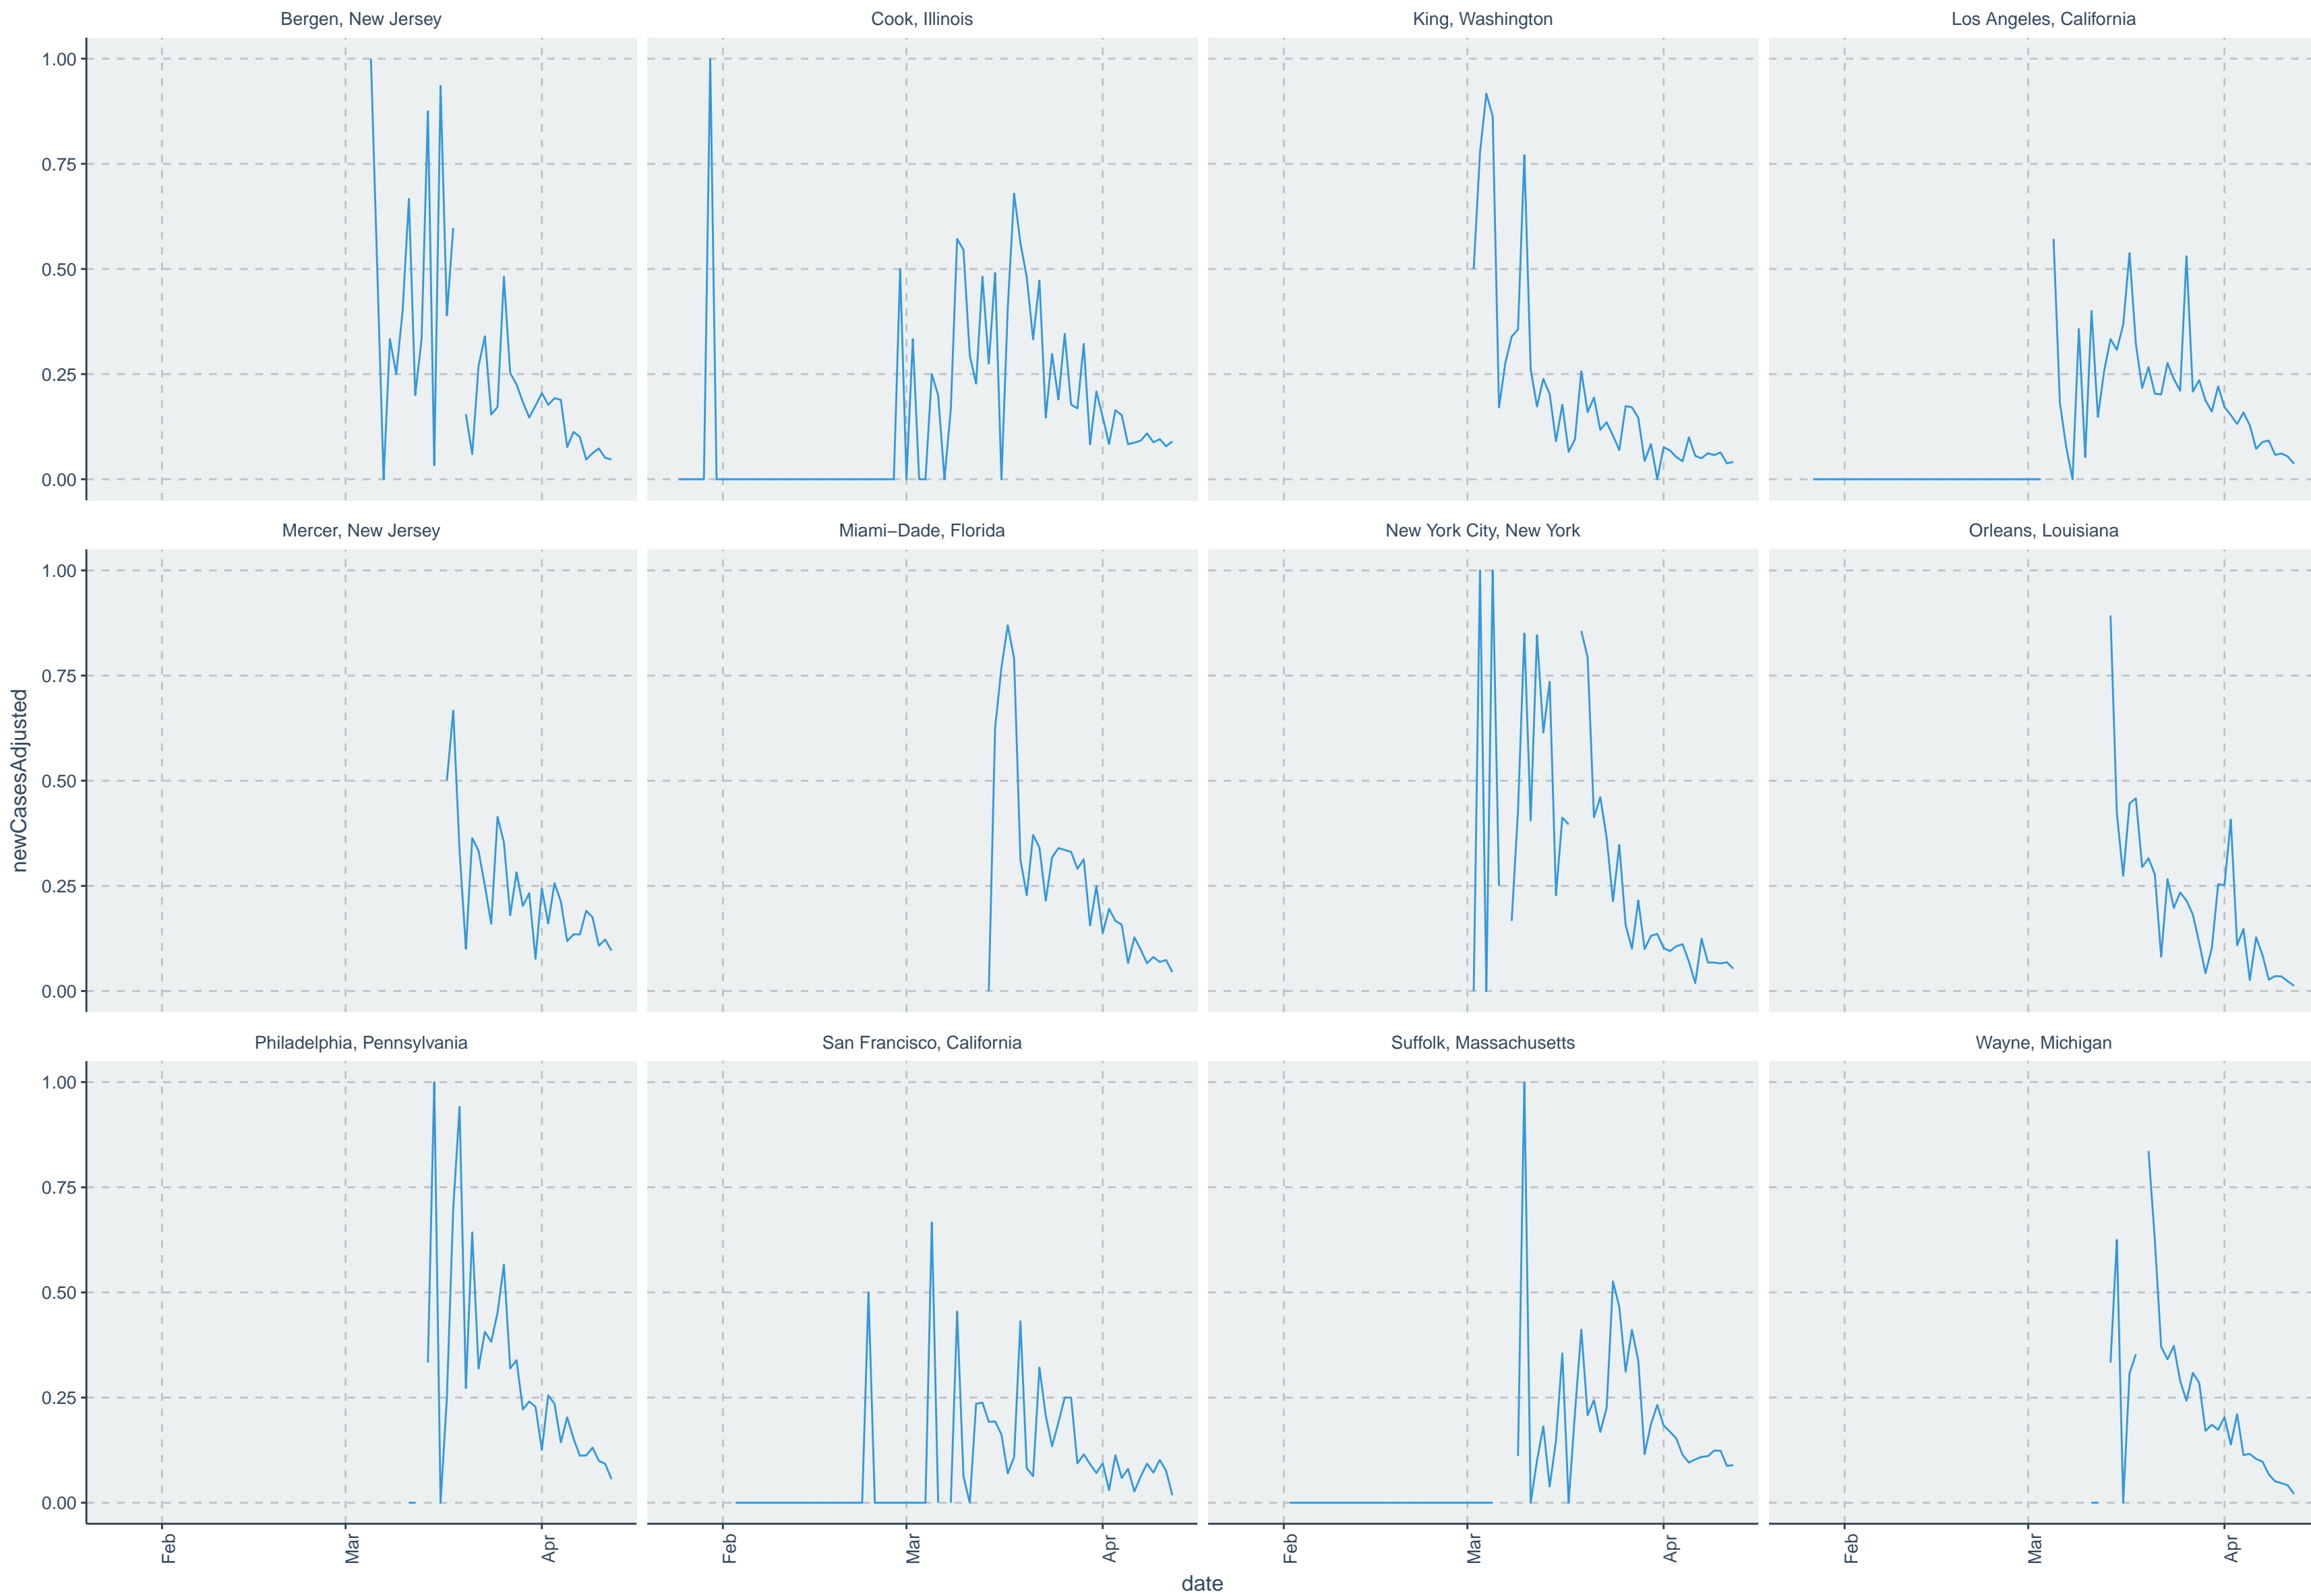 Bergen, New Jersey
Cook, Illinois
King, Washington
Los Angeles, California
1.00
0.75
0.50
0.25
0.00
Mercer, New Jersey
Miami−Dade, Florida
New York City, New York
Orleans, Louisiana
1.00
0.75
0.50
0.25
0.00
newCasesAdjusted
Philadelphia, Pennsylvania
San Francisco, California
Suffolk, Massachusetts
Wayne, Michigan
1.00
0.75
0.50
0.25
0.00
Feb
Mar
Apr
Feb
Mar
Apr
Feb
Mar
Apr
Feb
Mar
Apr
date